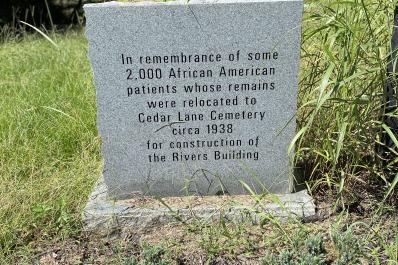 In remembrance of some
2,000 African American
patients whose remains
were relocated to
Cedar Lane Cemetery
circa 1938
for construction of
the Rivers Building